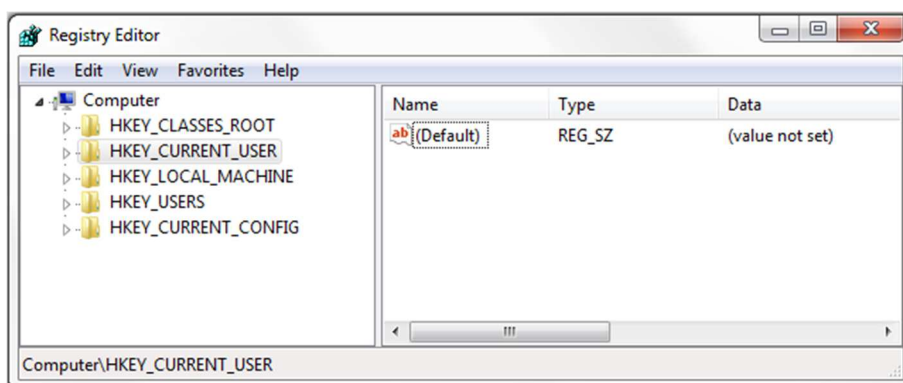 Registry Editor
File Edit View Favorites Help
Computer
HKEY_CLASSES_ROOT
HKEY_CURRENT_USER
HKEY_LOCAL_MACHINE
HKEY_USERS
HKEY_CURRENT_CONFIG
Name Type Data
ab (Default) REG_SZ (value not set)
Computer\HKEY_CURRENT_USER